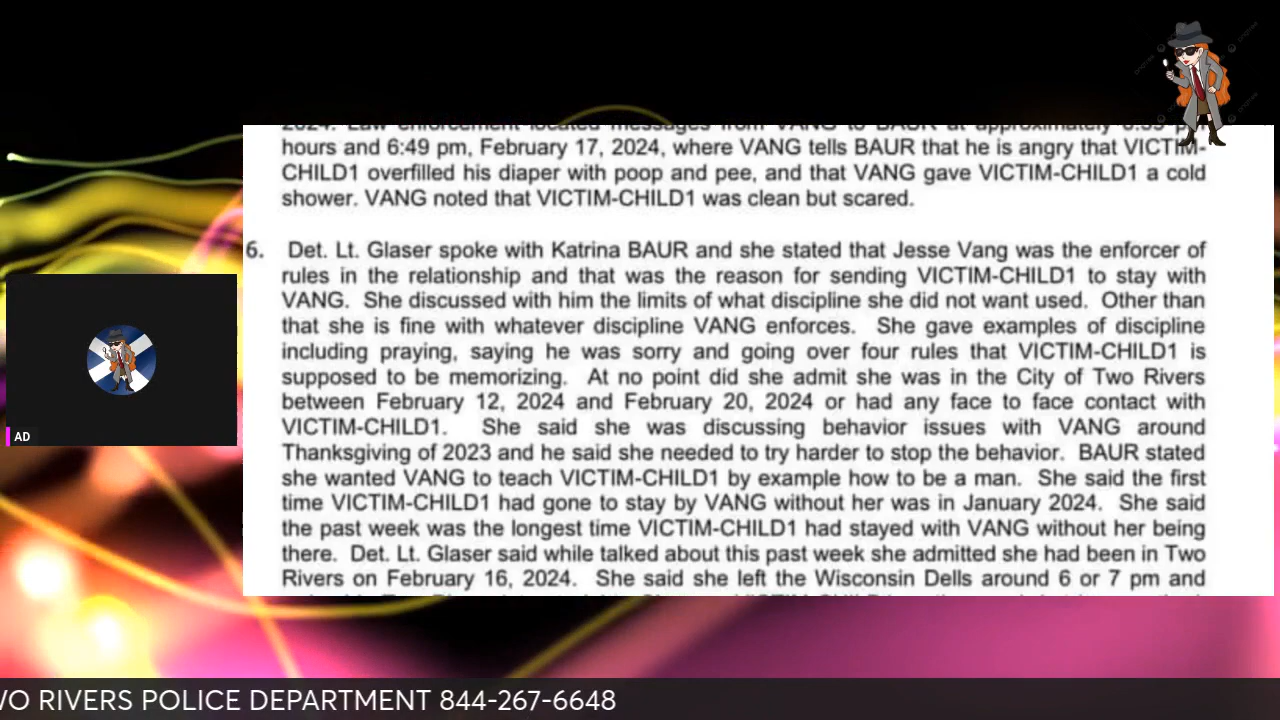 2024. Law enforcement located messages from VANG to BAUR at approximately
hours and 6:49 pm, February 17, 2024, where VANG tells BAUR that he is angry that VICTIM-
CHILD1 overfilled his diaper with poop and pee, and that VANG gave VICTIM-CHILD1 a cold
shower. VANG noted that VICTIM-CHILD1 was clean but scared.
6. Det. Lt. Glaser spoke with Katrina BAUR and she stated that Jesse Vang was the enforcer of
rules in the relationship and that was the reason for sending VICTIM-CHILD1 to stay with
VANG. She discussed with him the limits of what discipline she did not want used. Other than
that she is fine with whatever discipline VANG enforces. She gave examples of discipline
including praying, saying he was sorry and going over four rules that VICTIM-CHILD1 is
supposed to be memorizing. At no point did she admit she was in the City of Two Rivers
between February 12, 2024 and February 20, 2024 or had any face to face contact with
VICTIM-CHILD1. She said she was discussing behavior issues with VANG around
Thanksgiving of 2023 and he said she needed to try harder to stop the behavior. BAUR stated
she wanted VANG to teach VICTIM-CHILD1 by example how to be a man. She said the first
time VICTIM-CHILD1 had gone to stay by VANG without her was in January 2024. She said
the past week was the longest time VICTIM-CHILD1 had stayed with VANG without her being
there. Det. Lt. Glaser said while talked about this past week she admitted she had been in Two
Rivers on February 16, 2024. She said she left the Wisconsin Dells around 6 or 7 pm and
AD
WO RIVERS POLICE DEPARTMENT 844-267-6648